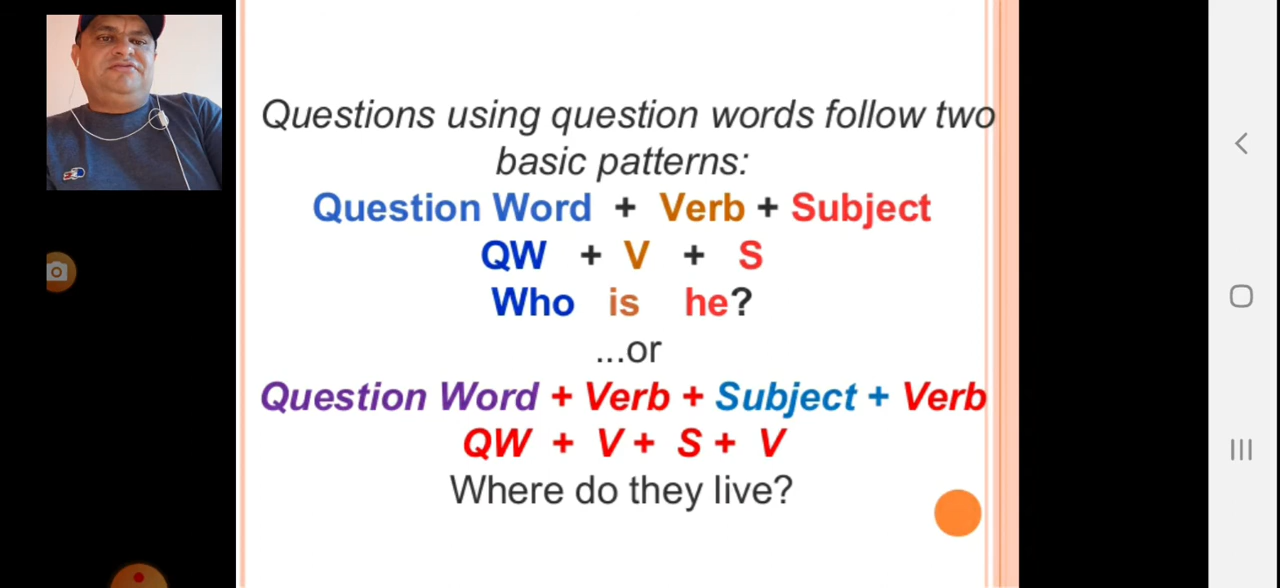 Questions using question words follow two
basic patterns:
Question Word + Verb + Subject
QW + V + S
Who is he?
...or
Question Word + Verb + Subject + Verb
QW + V + S + V
Where do they live?